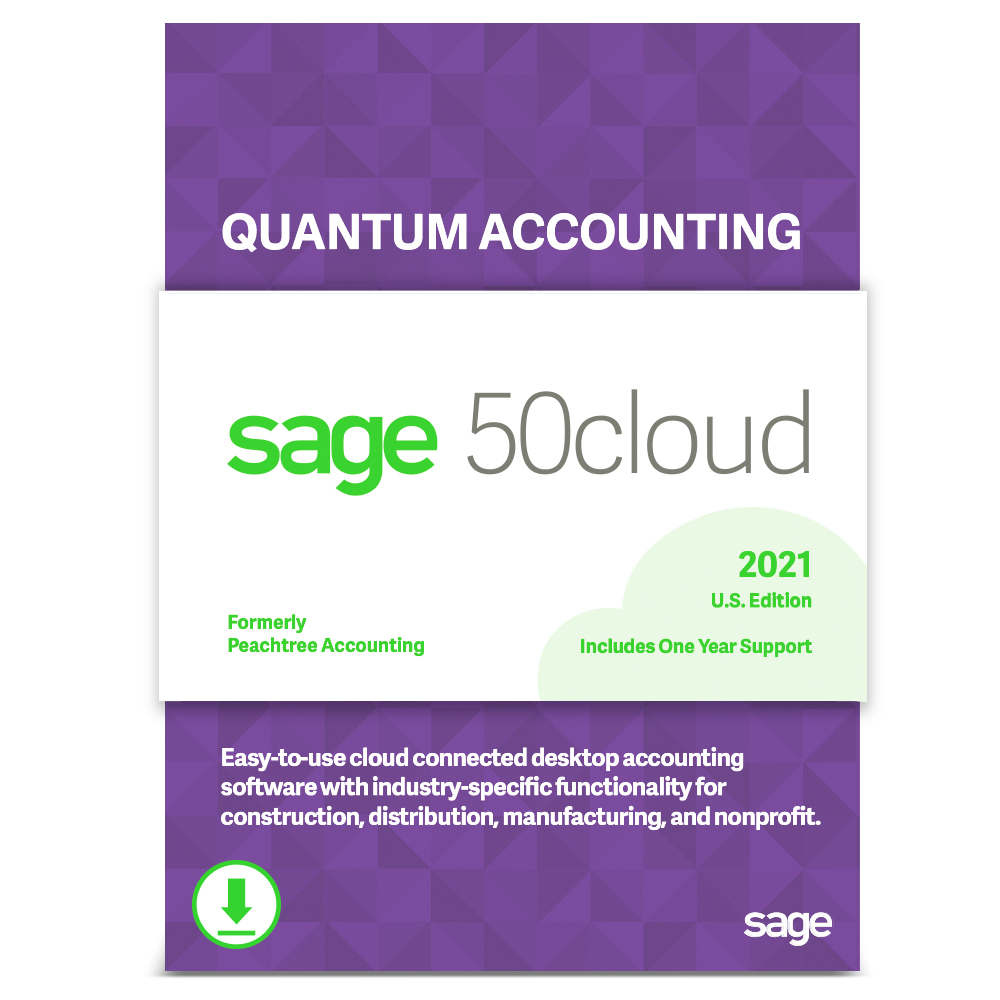 QUANTUM ACCOUNTING
sage 50cloud
2021
U.S. Edition
Formerly
Peachtree Accounting
Includes One Year Support
Easy-to-use cloud connected desktop accounting
software with industry-specific functionality for
construction, distribution, manufacturing, and nonprofit.
sage